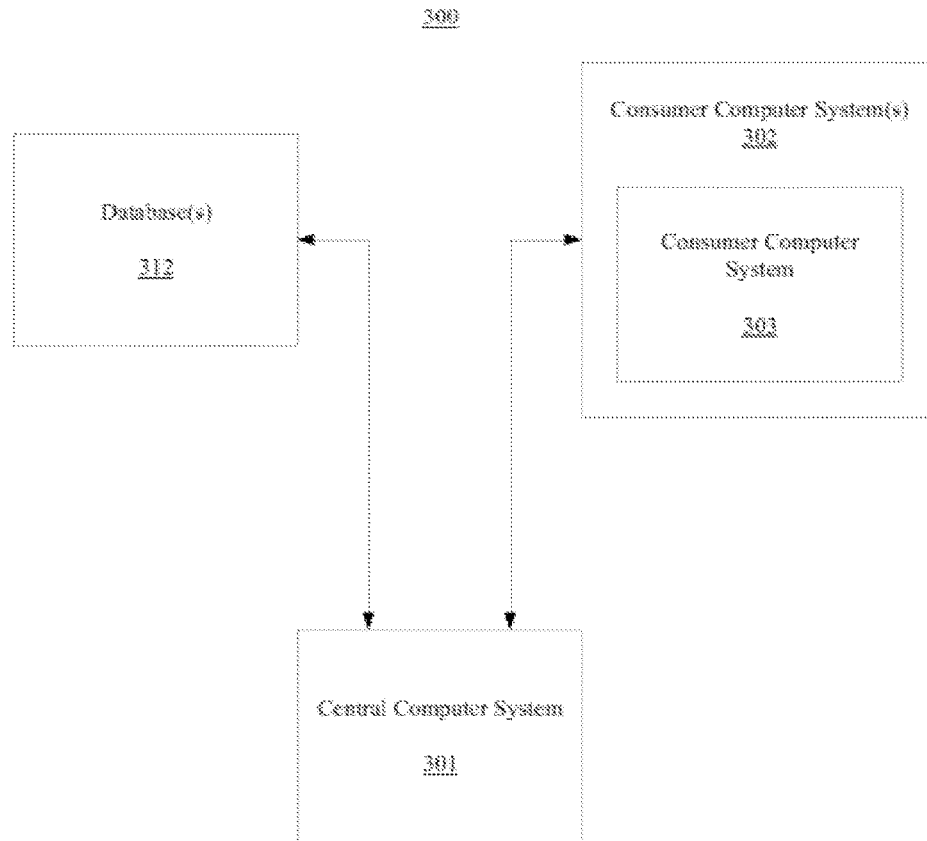 300
Consumer Computer System(s)
302
Database(s)
312
Consumer Computer
System
303
Central Computer System
301